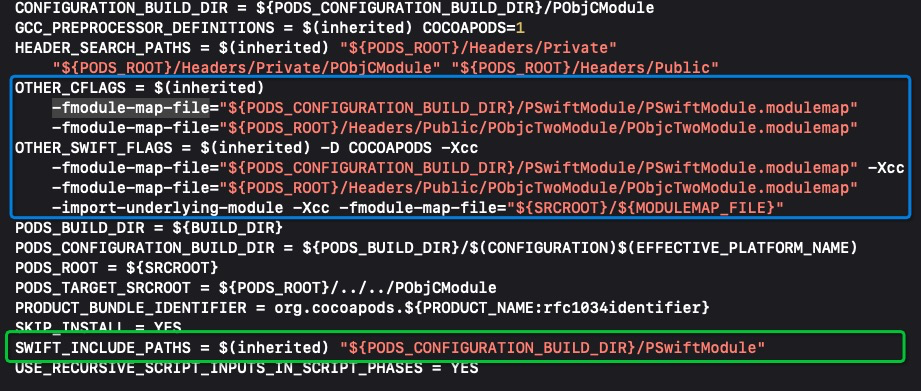 CONFIGURATION_BUILD_DIR = ${PODS_CONFIGURATION_BUILD_DIR}/PObjCModule
GCC_PREPROCESSOR_DEFINITIONS = $(inherited) COCOAPODS=1
HEADER_SEARCH_PATHS = $(inherited) "${PODS_ROOT}/Headers/Private"
"${PODS_ROOT}/Headers/Private/PObjCModule" "${PODS_ROOT}/Headers/Public"
OTHER_CFLAGS = $(inherited)
-fmodule-map-file="${PODS_CONFIGURATION_BUILD_DIR}/PSwiftModule/PSwiftModule.modulemap"
-fmodule-map-file="${PODS_ROOT}/Headers/Public/PObjcTwoModule/PObjcTwoModule.modulemap"
OTHER_SWIFT_FLAGS = $(inherited) -D COCOAPODS -Xcc
-fmodule-map-file="${PODS_CONFIGURATION_BUILD_DIR}/PSwiftModule/PSwiftModule.modulemap" -Xcc
-fmodule-map-file="${PODS_ROOT}/Headers/Public/PObjcTwoModule/PObjcTwoModule.modulemap"
-import-underlying-module -Xcc -fmodule-map-file="${SRCROOT}/${MODULEMAP_FILE}"
PODS_BUILD_DIR = ${BUILD_DIR}
PODS_CONFIGURATION_BUILD_DIR = ${PODS_BUILD_DIR}/$(CONFIGURATION)$(EFFECTIVE_PLATFORM_NAME)
PODS_ROOT = ${SRCROOT}
PODS_TARGET_SRCROOT = ${PODS_ROOT}/../../PObjCModule
PRODUCT_BUNDLE_IDENTIFIER = org.cocoapods.${PRODUCT_NAME:rfc1034identifier}
SKIP_INSTALL = YES
SWIFT_INCLUDE_PATHS = $(inherited) "${PODS_CONFIGURATION_BUILD_DIR}/PSwiftModule"
USE_RECURSIVE_SCRIPT_INPUTS_IN_SCRIPT_PHASES = YES